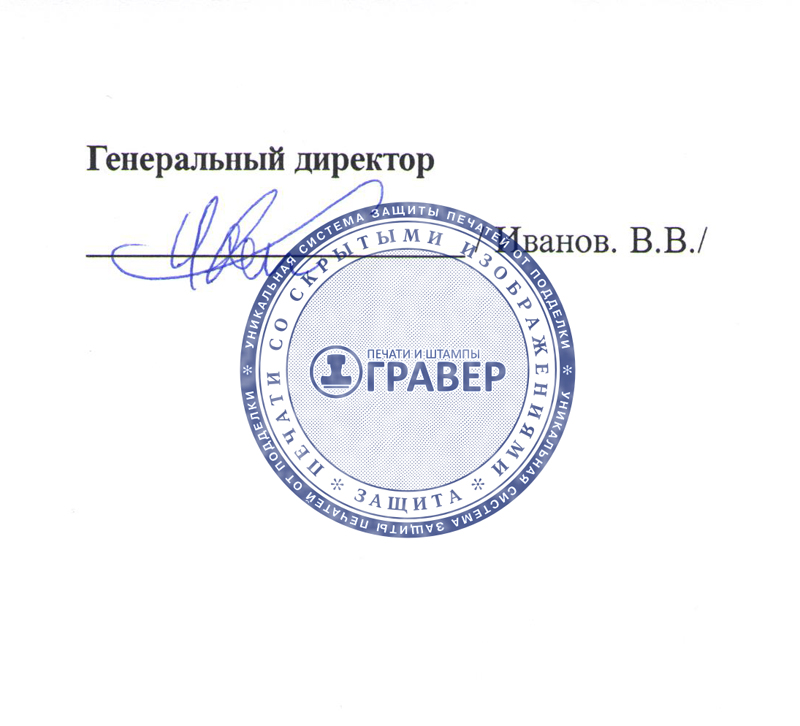 Генеральный директор
/ Иванов. В.В./
УНИКАЛЬНАЯ СИСТЕМА ЗАЩИТЫ ПЕЧАТЕЙ ОТ ПОДДЕЛКИ * УНИКАЛЬНАЯ СИСТЕМА ЗАЩИТЫ ПЕЧАТЕЙ ОТ ПОДДЕЛКИ *
ПЕЧАТИ СО СКРЫТЫМИ ИЗОБРАЖЕНИЯМИ
* ЗАЩИТА *
ПЕЧАТИ И ШТАМПЫ
ГРАВЕР